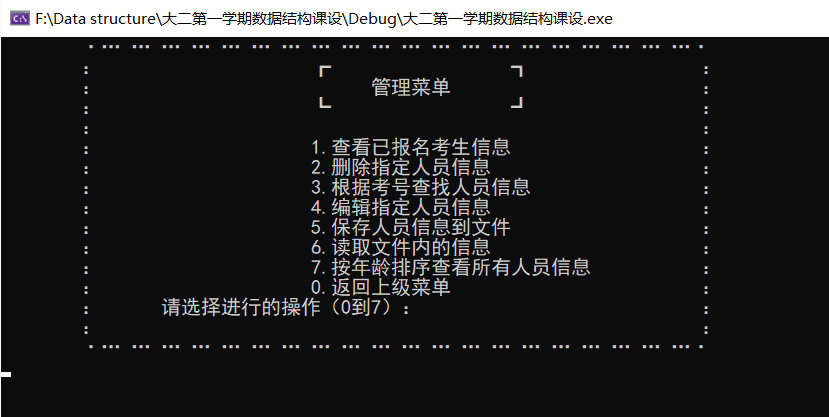 F:\Data structure\大二第一学期数据结构课设\Debug\大二第一学期数据结构课设.exe
管理菜单
1.查看已报名考生信息
2.删除指定人员信息
3.根据考号查找人员信息
4.编辑指定人员信息
5.保存人员信息到文件
6.读取文件内的信息
7.按年龄排序查看所有人员信息
0.返回上级菜单
请选择进行的操作（0到7）: